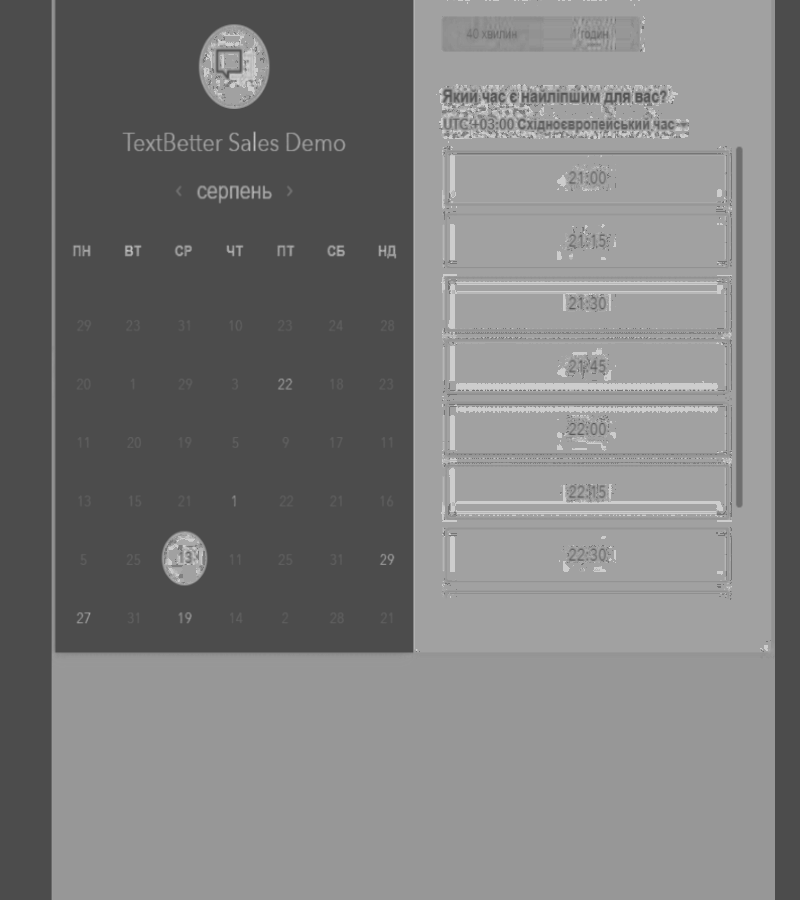 TextBetter Sales Demo
‹ серпень ›
ПН ВТ СР ЧТ ПТ СБ НД
29 23 31 10 23 24 28
20 1 29 3 22 18 23
11 20 19 5 9 17 11
13 15 21 1 22 21 16
5 25 13 11 25 31 29
27 31 19 14 2 28 21
40 хвилин годин
Який час є найліпшим для вас?
UTC +03:00 Східноєвропейський час
21:00
21:15
21:30
21:45
22:00
22:15
22:30